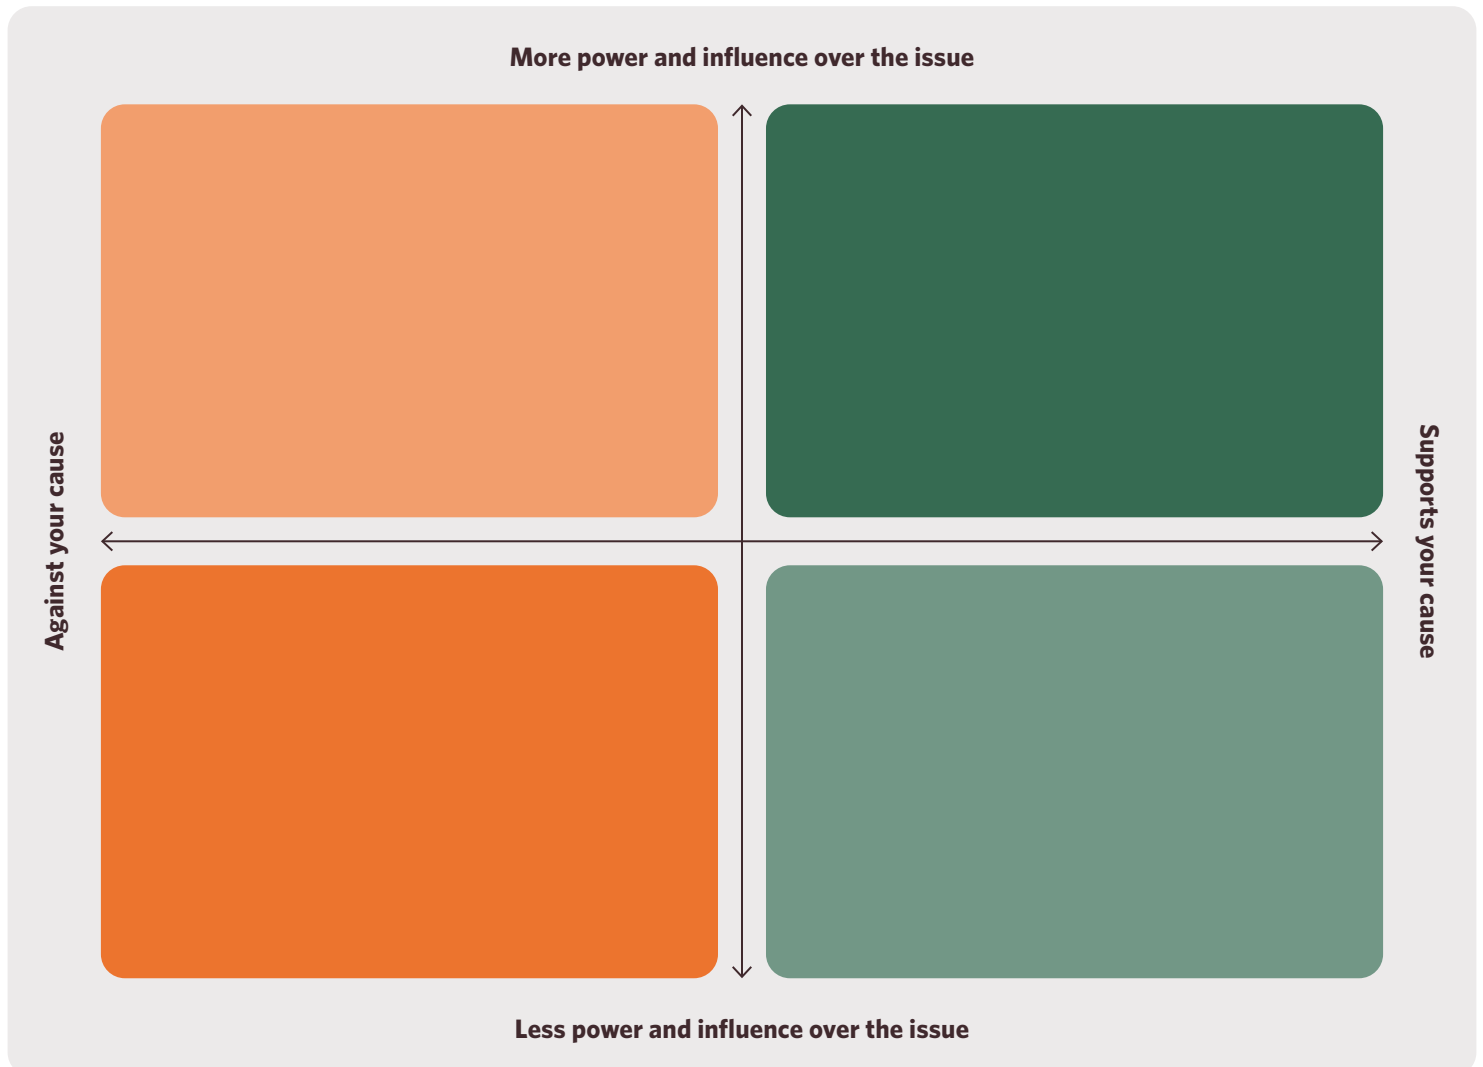 More power and influence over the issue
Against your cause
Supports your cause
Less power and influence over the issue